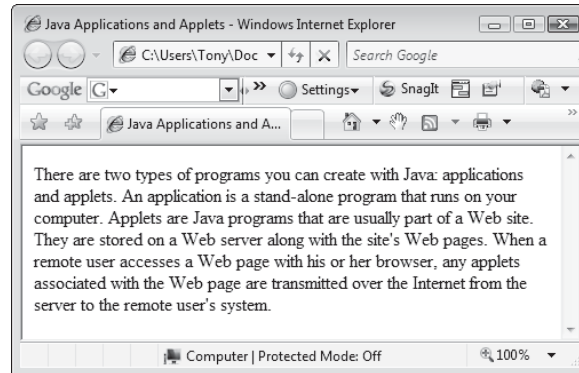 Java Applications and Applets - Windows Internet Explorer
C:\Users\Tony\Doc Search Google
Google G Settings SnagIt
Java Applications and A...
There are two types of programs you can create with Java: applications
and applets. An application is a stand-alone program that runs on your
computer. Applets are Java programs that are usually part of a Web site.
They are stored on a Web server along with the site's Web pages. When a
remote user accesses a Web page with his or her browser, any applets
associated with the Web page are transmitted over the Internet from the
server to the remote user's system.
Computer | Protected Mode: Off 100%